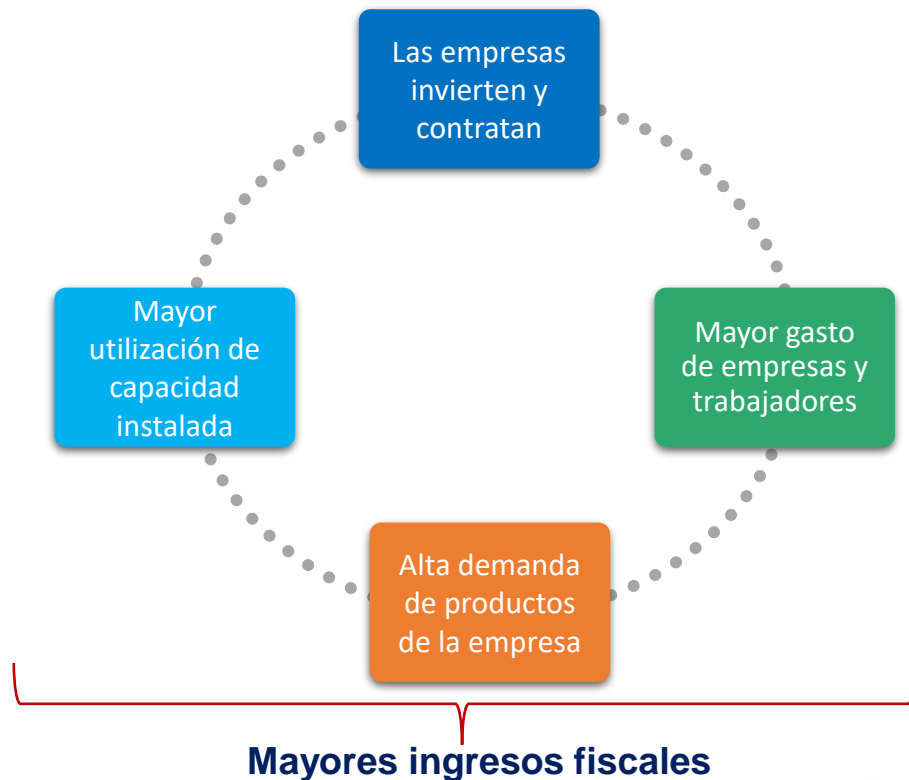 Las empresas
invierten y
contratan
Mayor
utilización de
capacidad
instalada
Mayor gasto
de empresas y
trabajadores
Alta demanda
de productos
de la empresa
Mayores ingresos fiscales